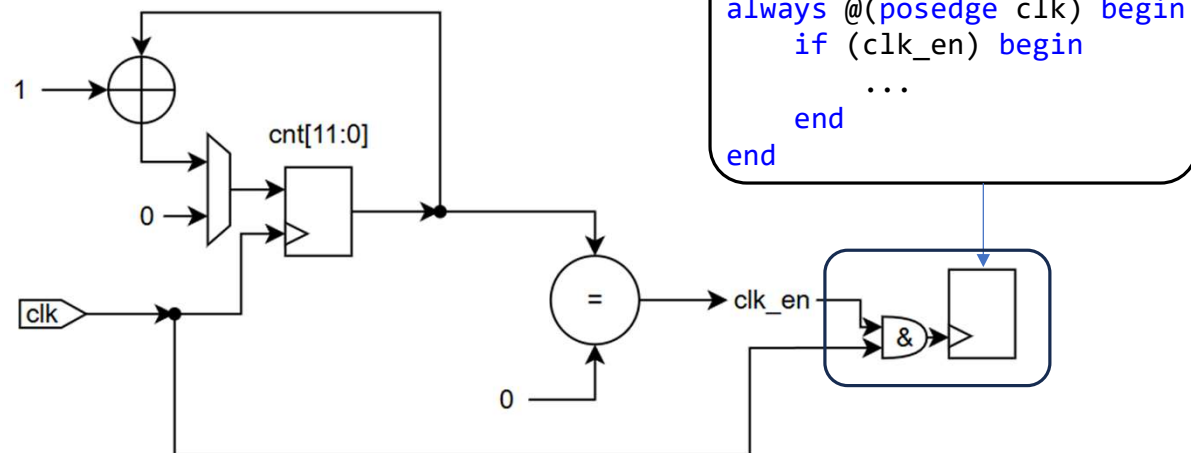 always @(posedge clk) begin
if (clk_en) begin
...
end
end
1
cnt[11:0]
0
clk
=
clk_en
&
0